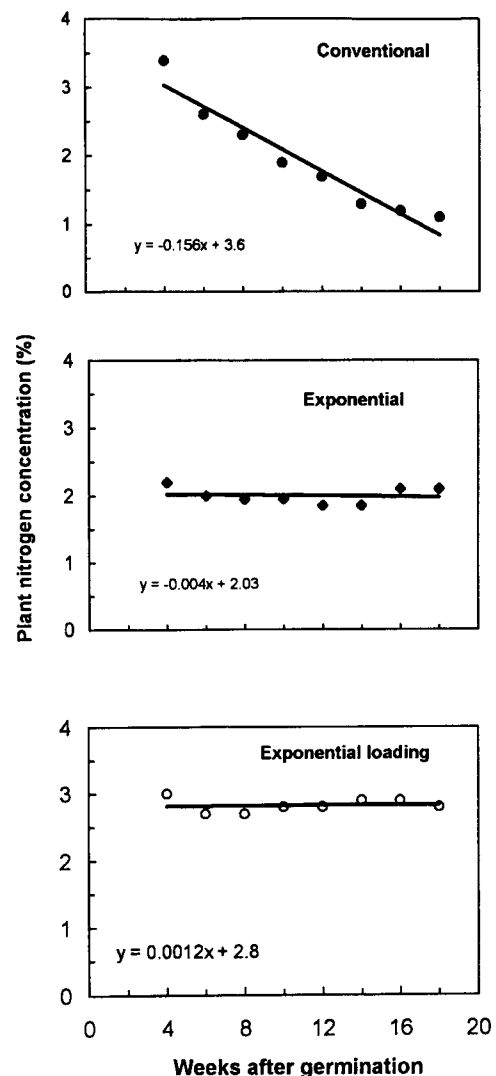 4
Conventional
3
2
1
y = -0.156x + 3.6
0
Plant nitrogen concentration (%)
4
Exponential
3
2
1
y = -0.004x + 2.03
0
4
Exponential loading
3
2
1
y = 0.0012x + 2.8
0
0 4 8 12 16 20
Weeks after germination